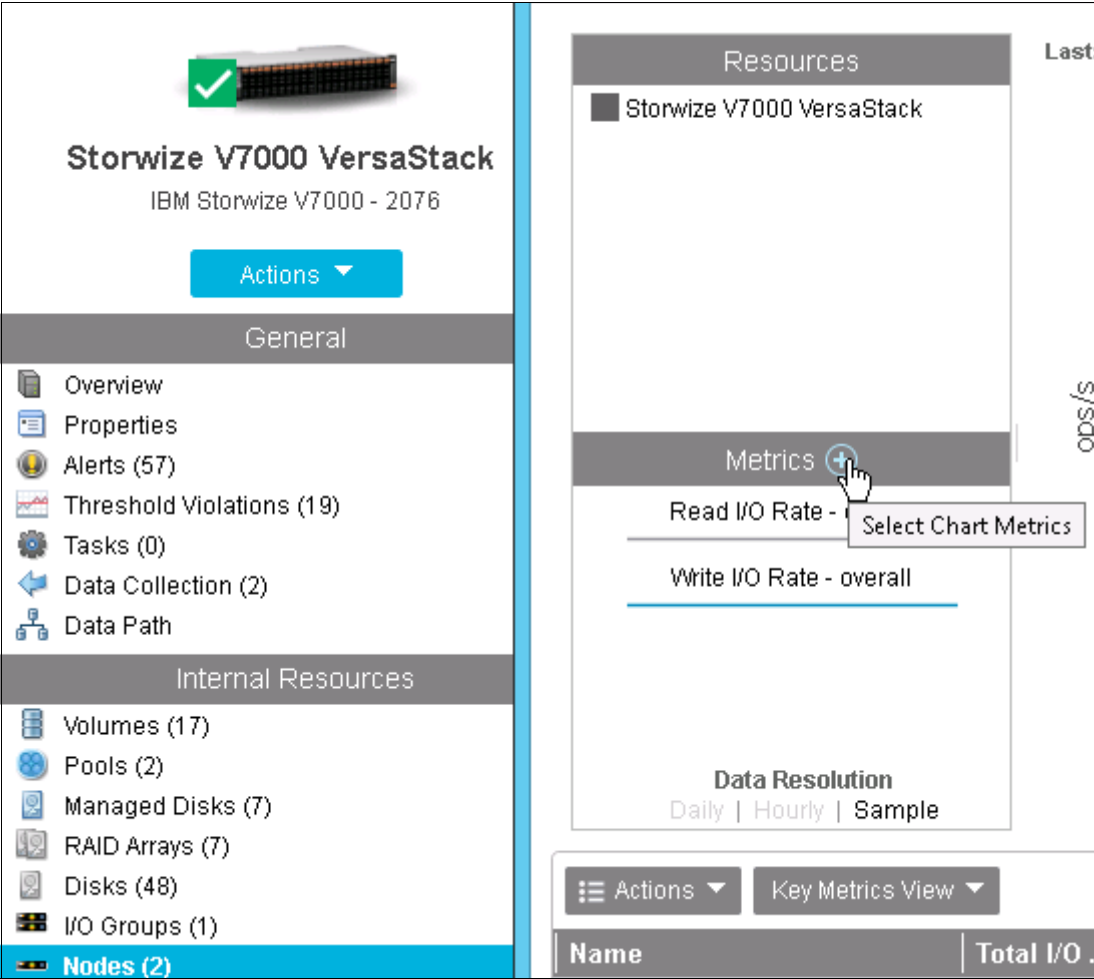 Storwize V7000 VersaStack
IBM Storwize V7000 - 2076
Actions
General
Overview
Properties
Alerts (57)
Threshold Violations (19)
Tasks (0)
Data Collection (2)
Data Path
Internal Resources
Volumes (17)
Pools (2)
Managed Disks (7)
RAID Arrays (7)
Disks (48)
I/O Groups (1)
Nodes (2)
Resources
Storwize V7000 VersaStack
Metrics
Read I/O Rate -
Select Chart Metrics
Write I/O Rate - overall
Data Resolution
Daily | Hourly | Sample
Last
ops/s
Actions
Key Metrics View
Name
Total I/O